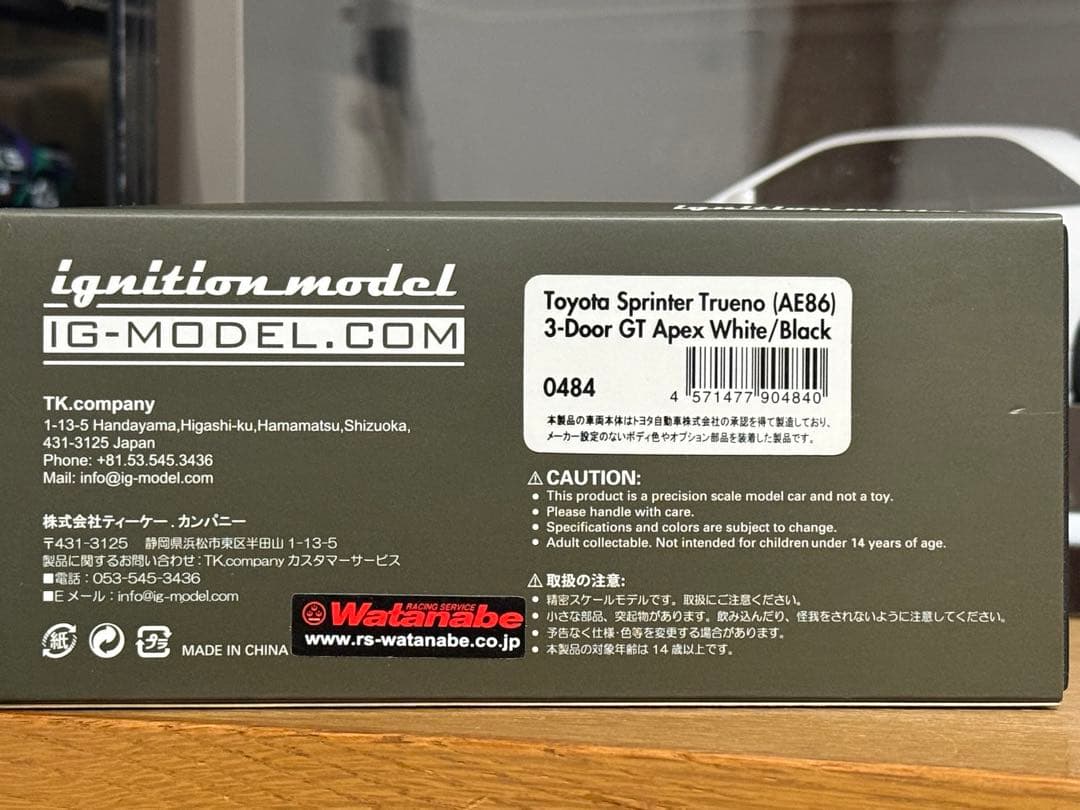 ignition model
IG-MODEL.COM
TK.company
1-13-5 Handayama,Higashi-ku,Hamamatsu,Shizuoka,
431-3125 Japan
Phone: +81.53.545.3436
Mail: info@ig-model.com
株式会社ティーケー.カンパニー
〒431-3125 静岡県浜松市東区半田山 1-13-5
製品に関するお問い合わせ：TK.company カスタマーサービス
■電話：053-545-3436
■E メール：info@ig-model.com
紙
プラ
MADE IN CHINA
RACING SERVICE
Watanabe
www.rs-watanabe.co.jp
Toyota Sprinter Trueno (AE86)
3-Door GT Apex White/Black
0484
4 571477 904840
本製品の車両本体はトヨタ自動車株式会社の承認を得て製造しており、
メーカー設定のないボディ色やオプション部品を装着した製品です。
⚠ CAUTION:
● This product is a precision scale model car and not a toy.
● Please handle with care.
● Specifications and colors are subject to change.
● Adult collectable. Not intended for children under 14 years of age.
⚠ 取扱の注意:
● 精密スケールモデルです。取扱にご注意ください。
● 小さな部品、突起物があります。飲み込んだり、怪我をされないように注意してください。
● 予告なく仕様・色等を変更する場合があります。
● 本製品の対象年齢は 14 歳以上です。